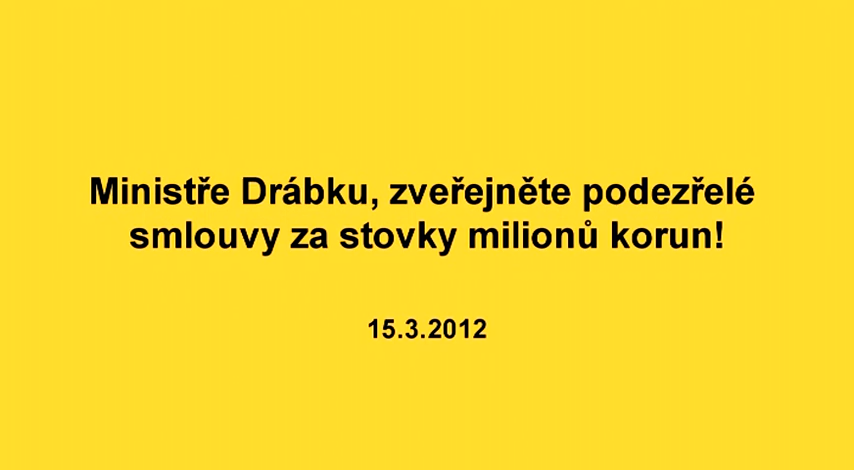 Ministře Drábku, zveřejněte podezřelé
smlouvy za stovky milionů korun!
15.3.2012